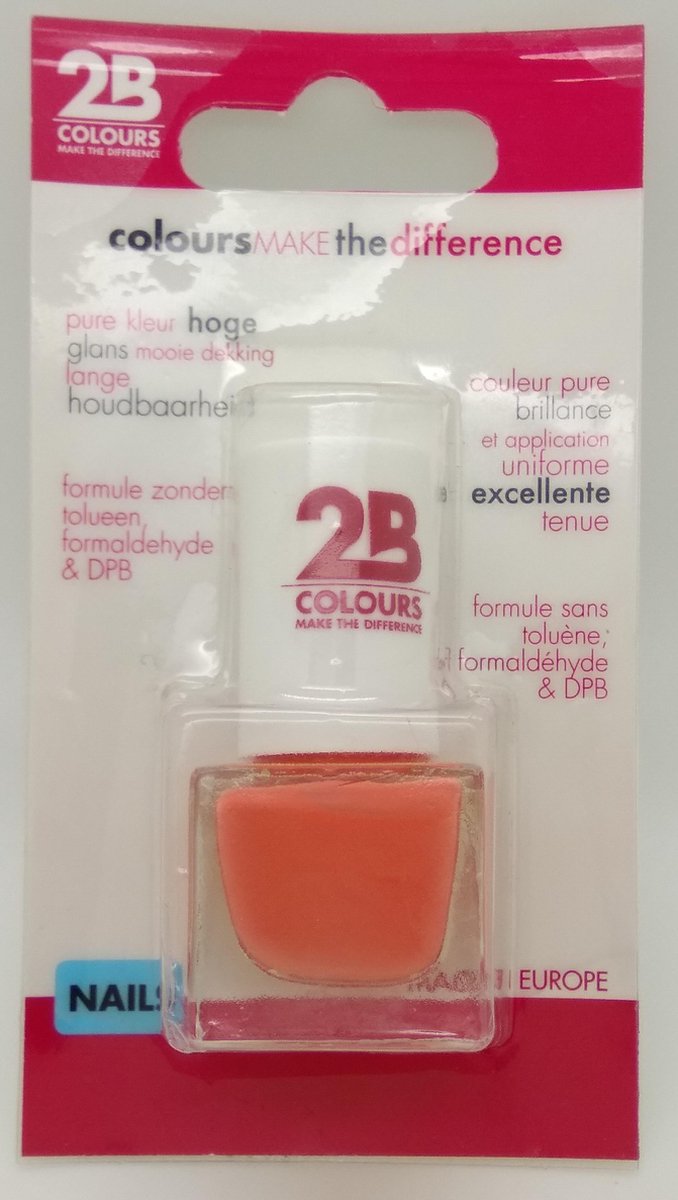 2B
COLOURS
MAKE THE DIFFERENCE
coloursMAKEthedifference
pure kleur hoge
glans mooie dekking
lange
houdbaarheid
formule zonder
tolueen,
formaldehyde
& DPB
couleur pure
brillance
et application
uniforme
excellente
tenue
formule sans
toluène,
formaldéhyde
& DPB
2B
COLOURS
MAKE THE DIFFERENCE
NAILS
EUROPE